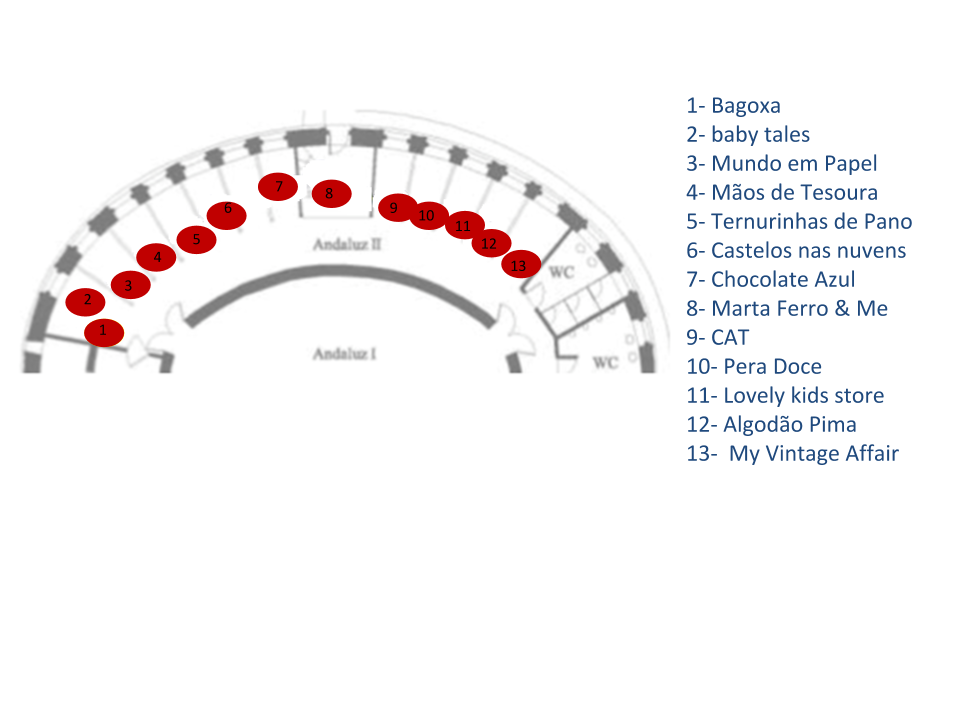 1- Bagoxa
2- baby tales
3- Mundo em Papel
4- Mãos de Tesoura
5- Ternurinhas de Pano
6- Castelos nas nuvens
7- Chocolate Azul
8- Marta Ferro & Me
9- CAT
10- Pera Doce
11- Lovely kids store
12- Algodão Pima
13-  My Vintage Affair
7
8
6
9
10
11
5
12
4
13
3
2
1
Andaluz II
WC
Andaluz I
WC